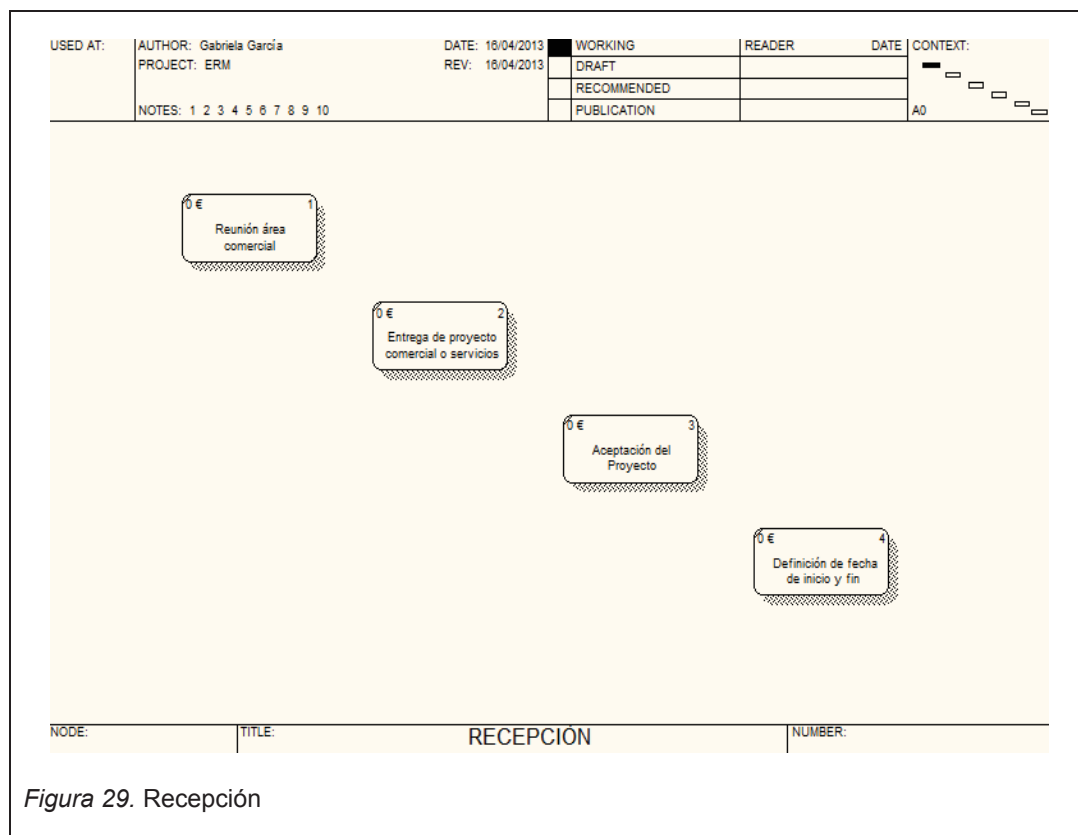 USED AT: AUTHOR: Gabriela García DATE: 16/04/2013 WORKING READER DATE CONTEXT:
PROJECT: ERM REV: 16/04/2013 DRAFT
RECOMMENDED
NOTES: 1 2 3 4 5 6 7 8 9 10 PUBLICATION A0
0 € 1
Reunión área
comercial
0 € 2
Entrega de proyecto
comercial o servicios
0 € 3
Aceptación del
Proyecto
0 € 4
Definición de fecha
de inicio y fin
NODE: TITLE: RECEPCIÓN NUMBER:
Figura 29. Recepción